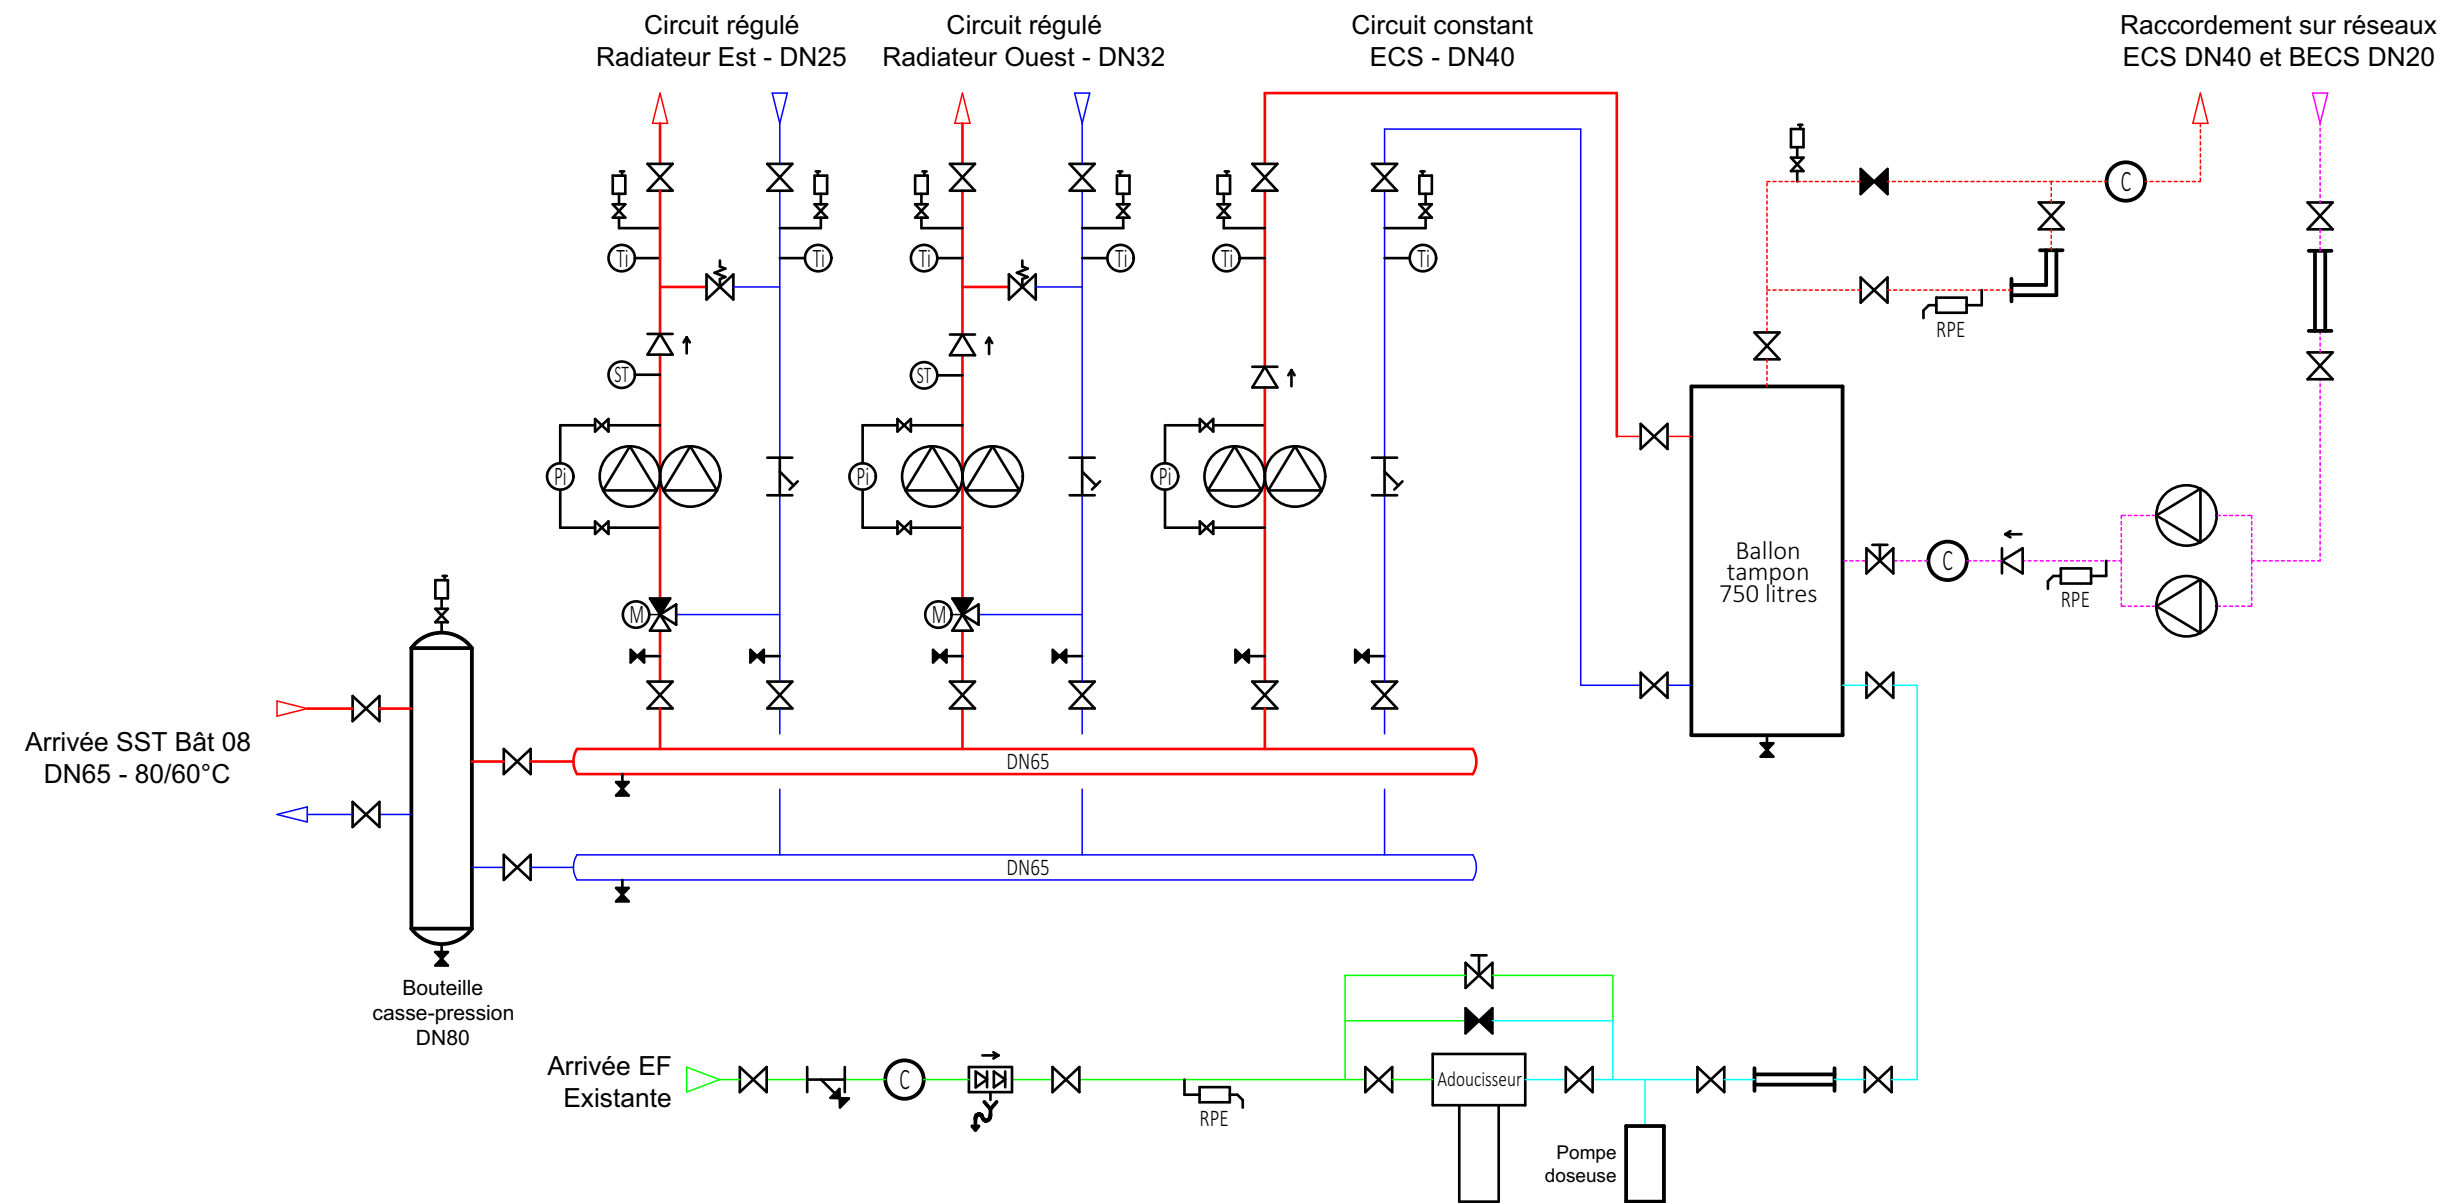 Circuit régulé
Radiateur Est - DN25
Circuit régulé
Radiateur Ouest - DN32
Circuit constant
ECS - DN40
Raccordement sur réseaux
ECS DN40 et BECS DN20
C
Ti
Ti
Ti
Ti
Ti
Ti
RPE
ST
ST
Pi
Pi
Pi
Ballon
tampon
750 litres
C
RPE
M
M
Arrivée SST Bât 08
DN65 - 80/60°C
DN65
DN65
Bouteille
casse-pression
DN80
Arrivée EF
Existante
C
RPE
Adoucisseur
Pompe
doseuse